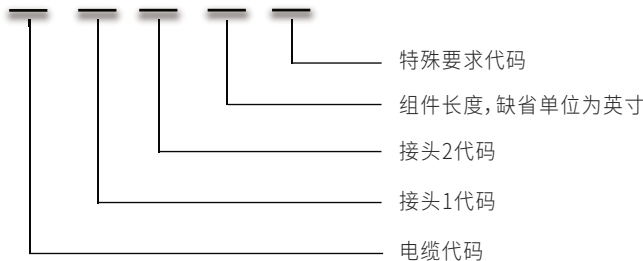 特殊要求代码
组件长度,缺省单位为英寸
接头2代码
接头1代码
电缆代码